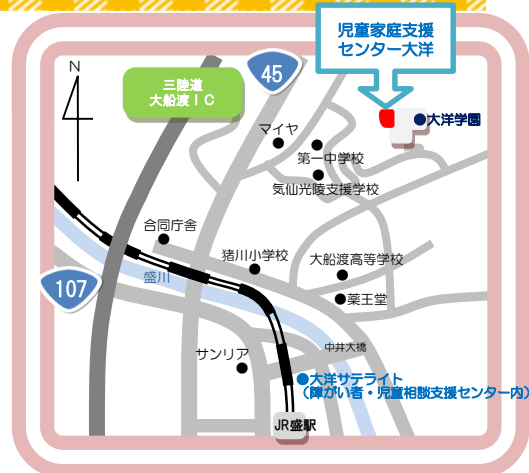 児童家庭支援
センター大洋
N
45
三陸道
大船渡ＩＣ
大洋学園
マイヤ
第一中学校
気仙光陵支援学校
合同庁舎
猪川小学校
大船渡高等学校
107
盛川
薬王堂
サンリア
中井大橋
大洋サテライト
（障がい者・児童相談支援センター内）
JR盛駅